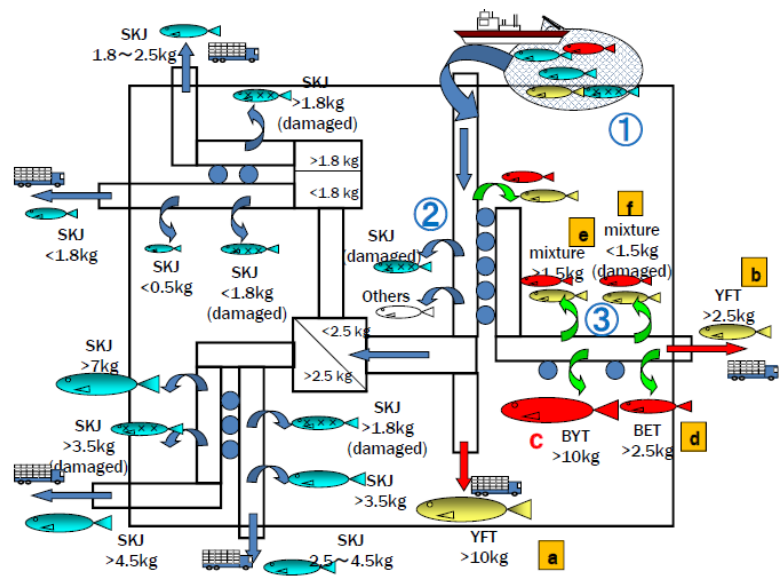 SKJ
1.8~2.5kg
SKJ
>1.8kg
(damaged)
①
>1.8 kg
<1.8 kg
SKJ
<1.8kg
SKJ
<0.5kg
SKJ
<1.8kg
(damaged)
②
SKJ
(damaged)
Others
e
mixture
>1.5kg
f
mixture
<1.5kg
(damaged)
③
b
YFT
>2.5kg
<2.5 kg
>2.5 kg
SKJ
>7kg
SKJ
>3.5kg
(damaged)
SKJ
>4.5kg
SKJ
>1.8kg
(damaged)
SKJ
>3.5kg
SKJ
2.5~4.5kg
C
BYT
>10kg
BET
>2.5kg
d
YFT
>10kg
a